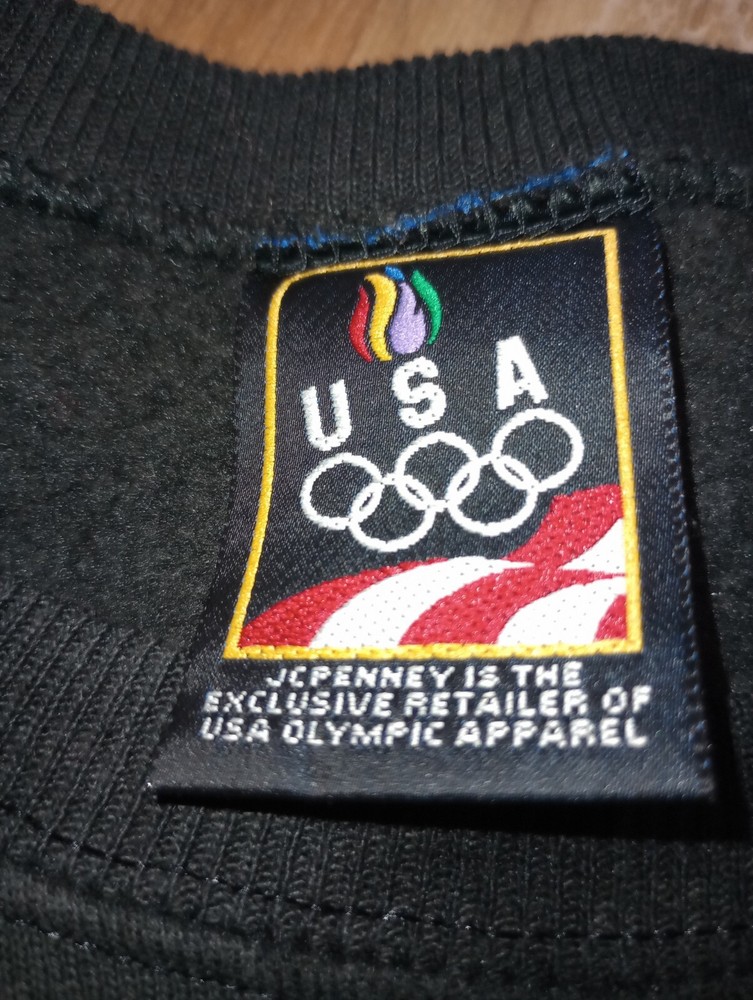 USA
JCPENNEY IS THE
EXCLUSIVE RETAILER OF
USA OLYMPIC APPAREL